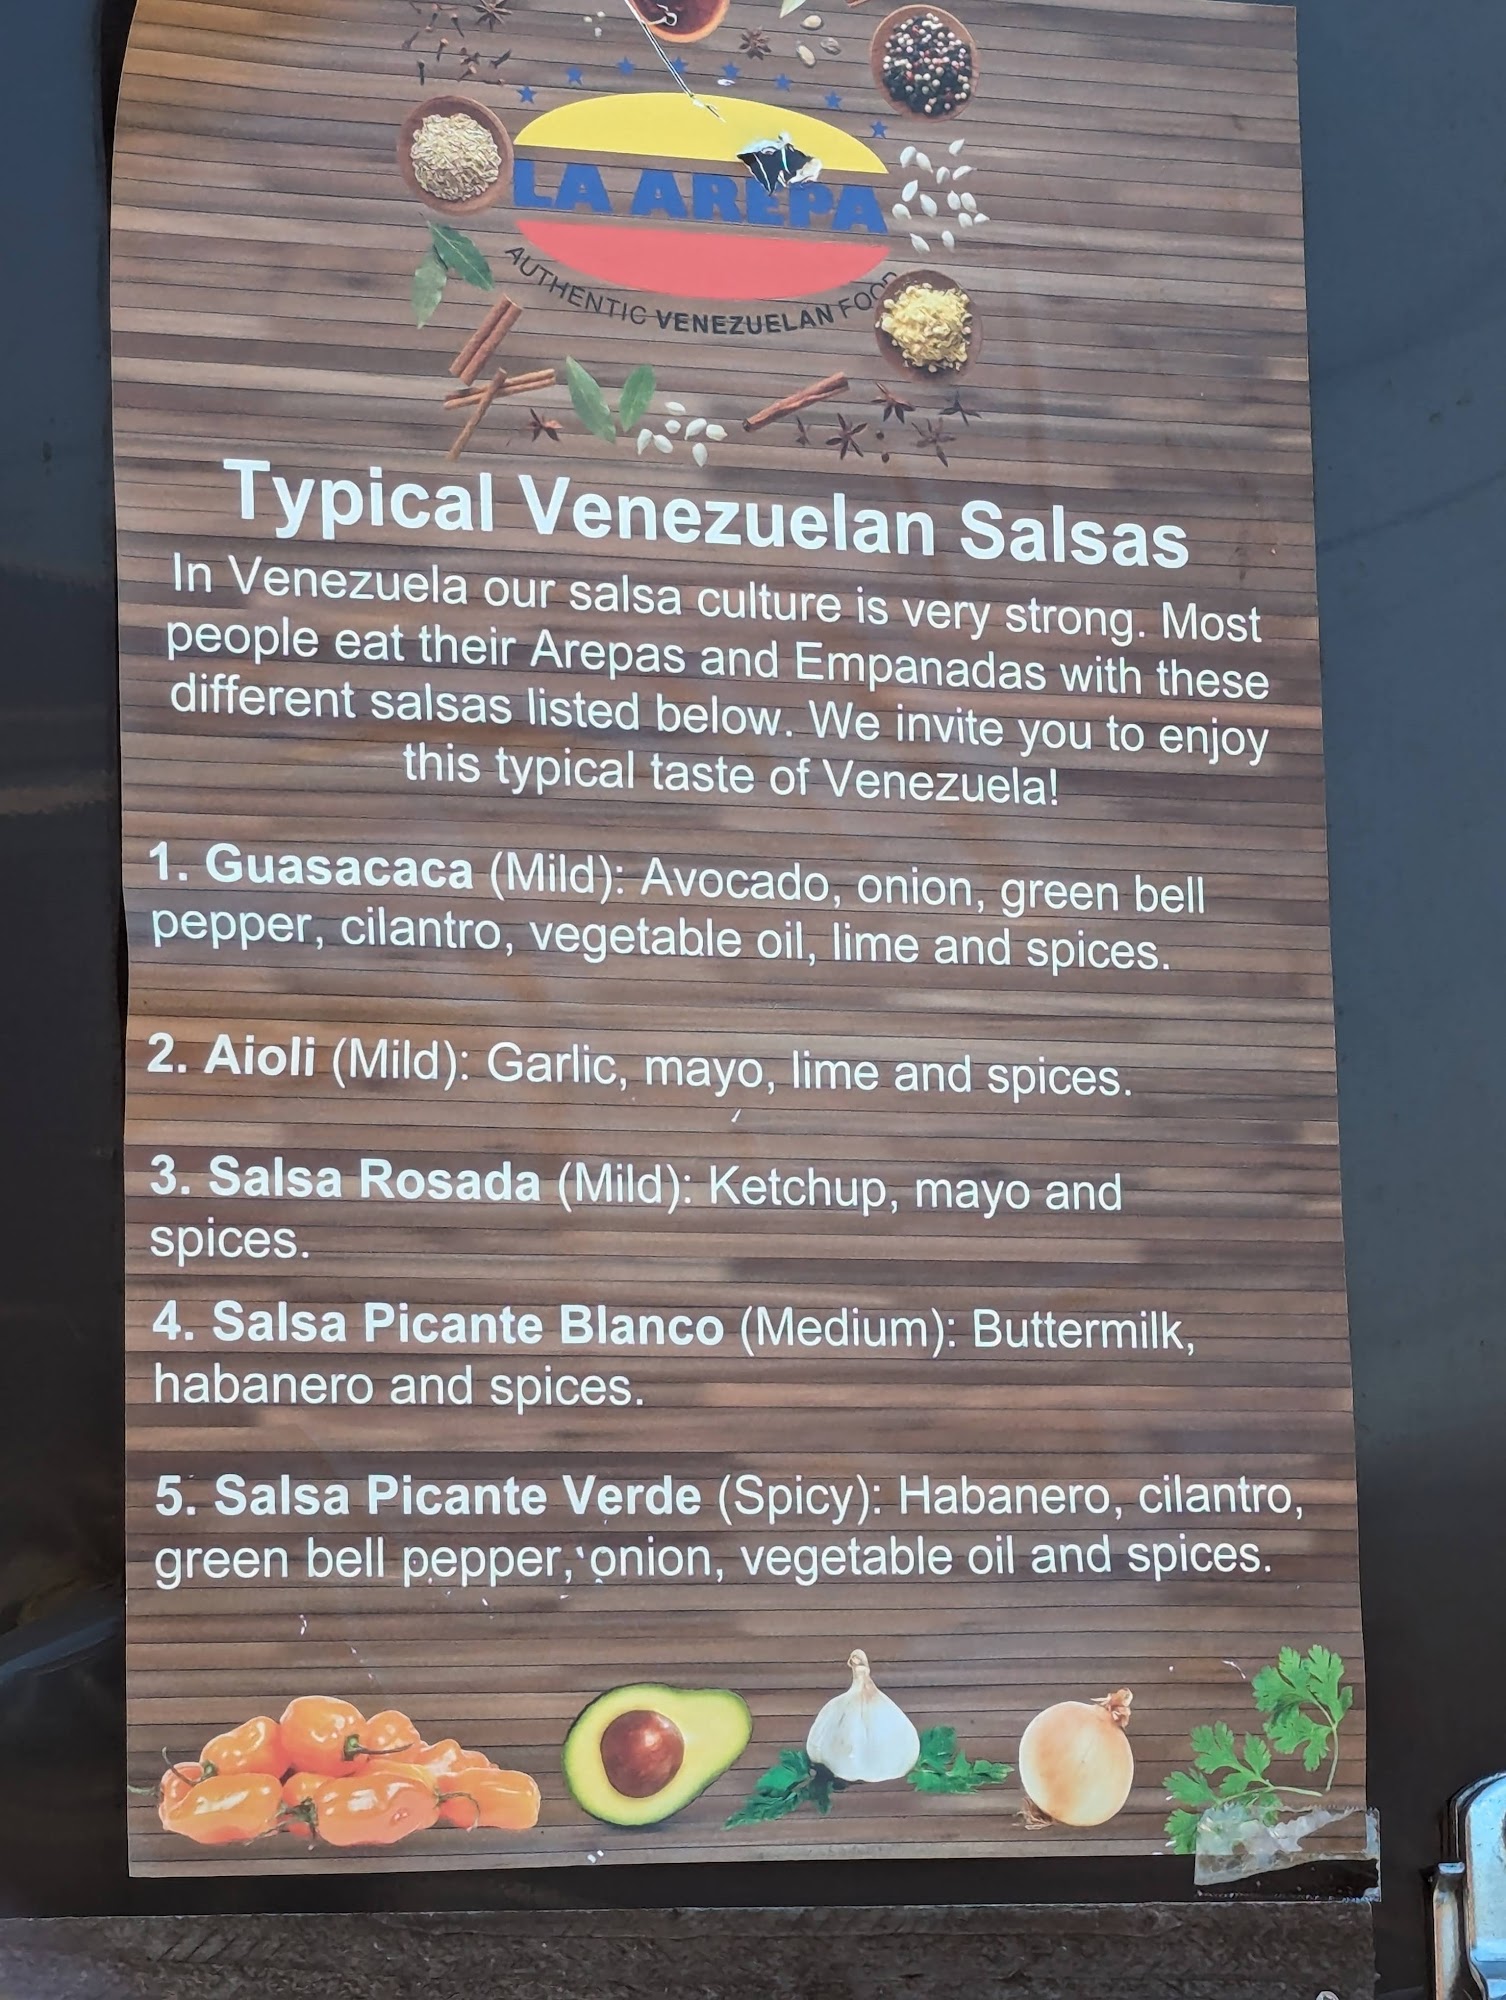 LA AREPA
AUTHENTIC VENEZUELAN FOOD
Typical Venezuelan Salsas
In Venezuela our salsa culture is very strong. Most
people eat their Arepas and Empanadas with these
different salsas listed below. We invite you to enjoy
this typical taste of Venezuela!
1. Guasacaca (Mild): Avocado, onion, green bell
pepper, cilantro, vegetable oil, lime and spices.
2. Aioli (Mild): Garlic, mayo, lime and spices.
3. Salsa Rosada (Mild): Ketchup, mayo and
spices.
4. Salsa Picante Blanco (Medium): Buttermilk,
habanero and spices.
5. Salsa Picante Verde (Spicy): Habanero, cilantro,
green bell pepper, onion, vegetable oil and spices.